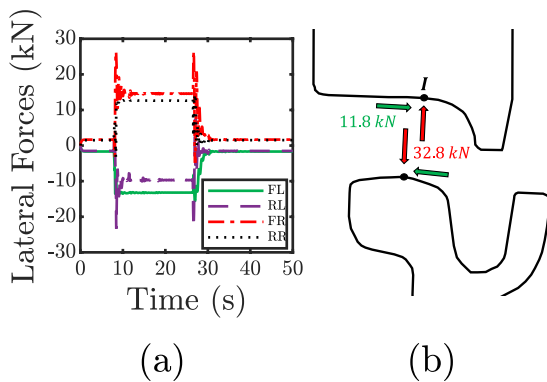 Lateral Forces (kN)
30
20
10
0
-10
-20
-30
0 10 20 30 40 50
Time (s)
FL
RL
FR
RR
(a)
I
11.8 kN
32.8 kN
(b)